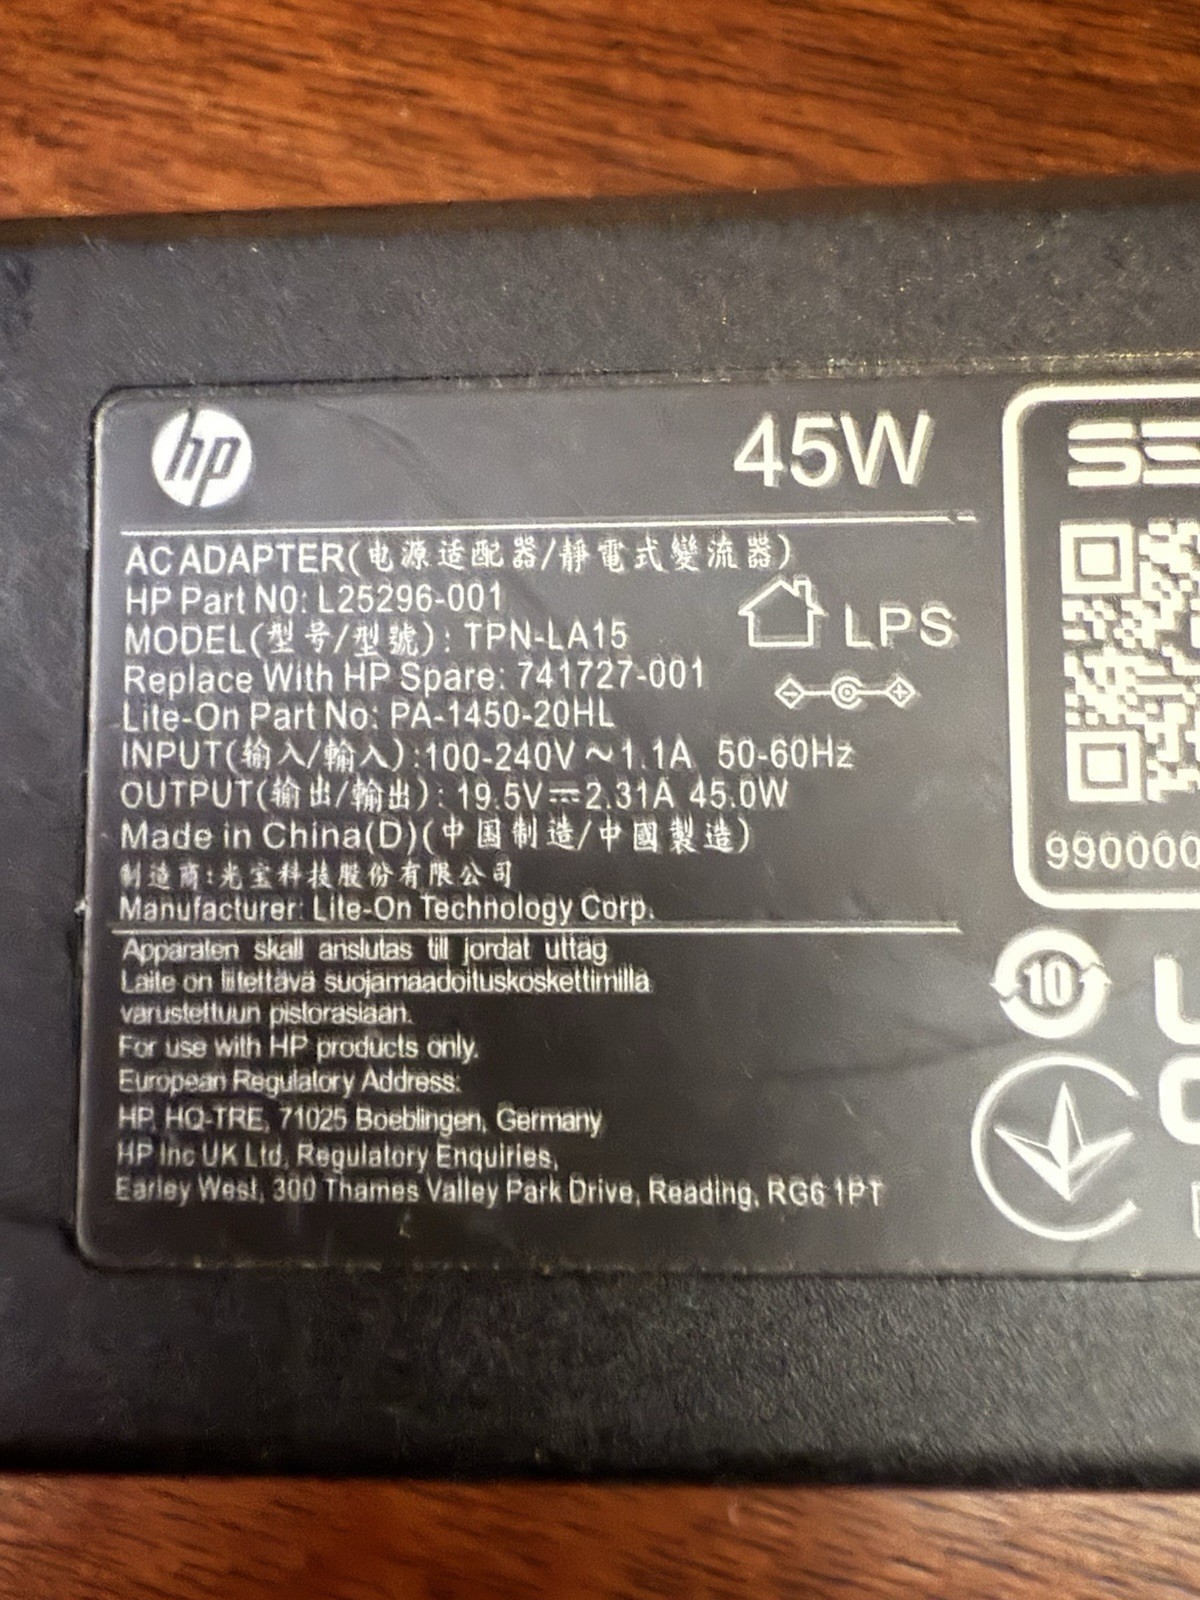 hp
45W
AC ADAPTER(电源适配器/靜電式變流器)
HP Part N0: L25296-001
MODEL(型号/型號): TPN-LA15
LPS
Replace With HP Spare: 741727-001
Lite-On Part No: PA-1450-20HL
INPUT(输入/輸入):100-240V~1.1A 50-60Hz
OUTPUT(输出/輸出): 19.5V⎓2.31A 45.0W
Made in China(D)(中国制造/中國製造)
制造商:光宝科技股份有限公司
Manufacturer: Lite-On Technology Corp.
Apparaten skall anslutas till jordat uttag
Laite on liitettävä suojamaadoituskoskettimilla
varustettuun pistorasiaan.
For use with HP products only.
European Regulatory Address:
HP, HQ-TRE, 71025 Boeblingen, Germany
HP Inc UK Ltd, Regulatory Enquiries,
Earley West, 300 Thames Valley Park Drive, Reading, RG6 1PT
990000
10